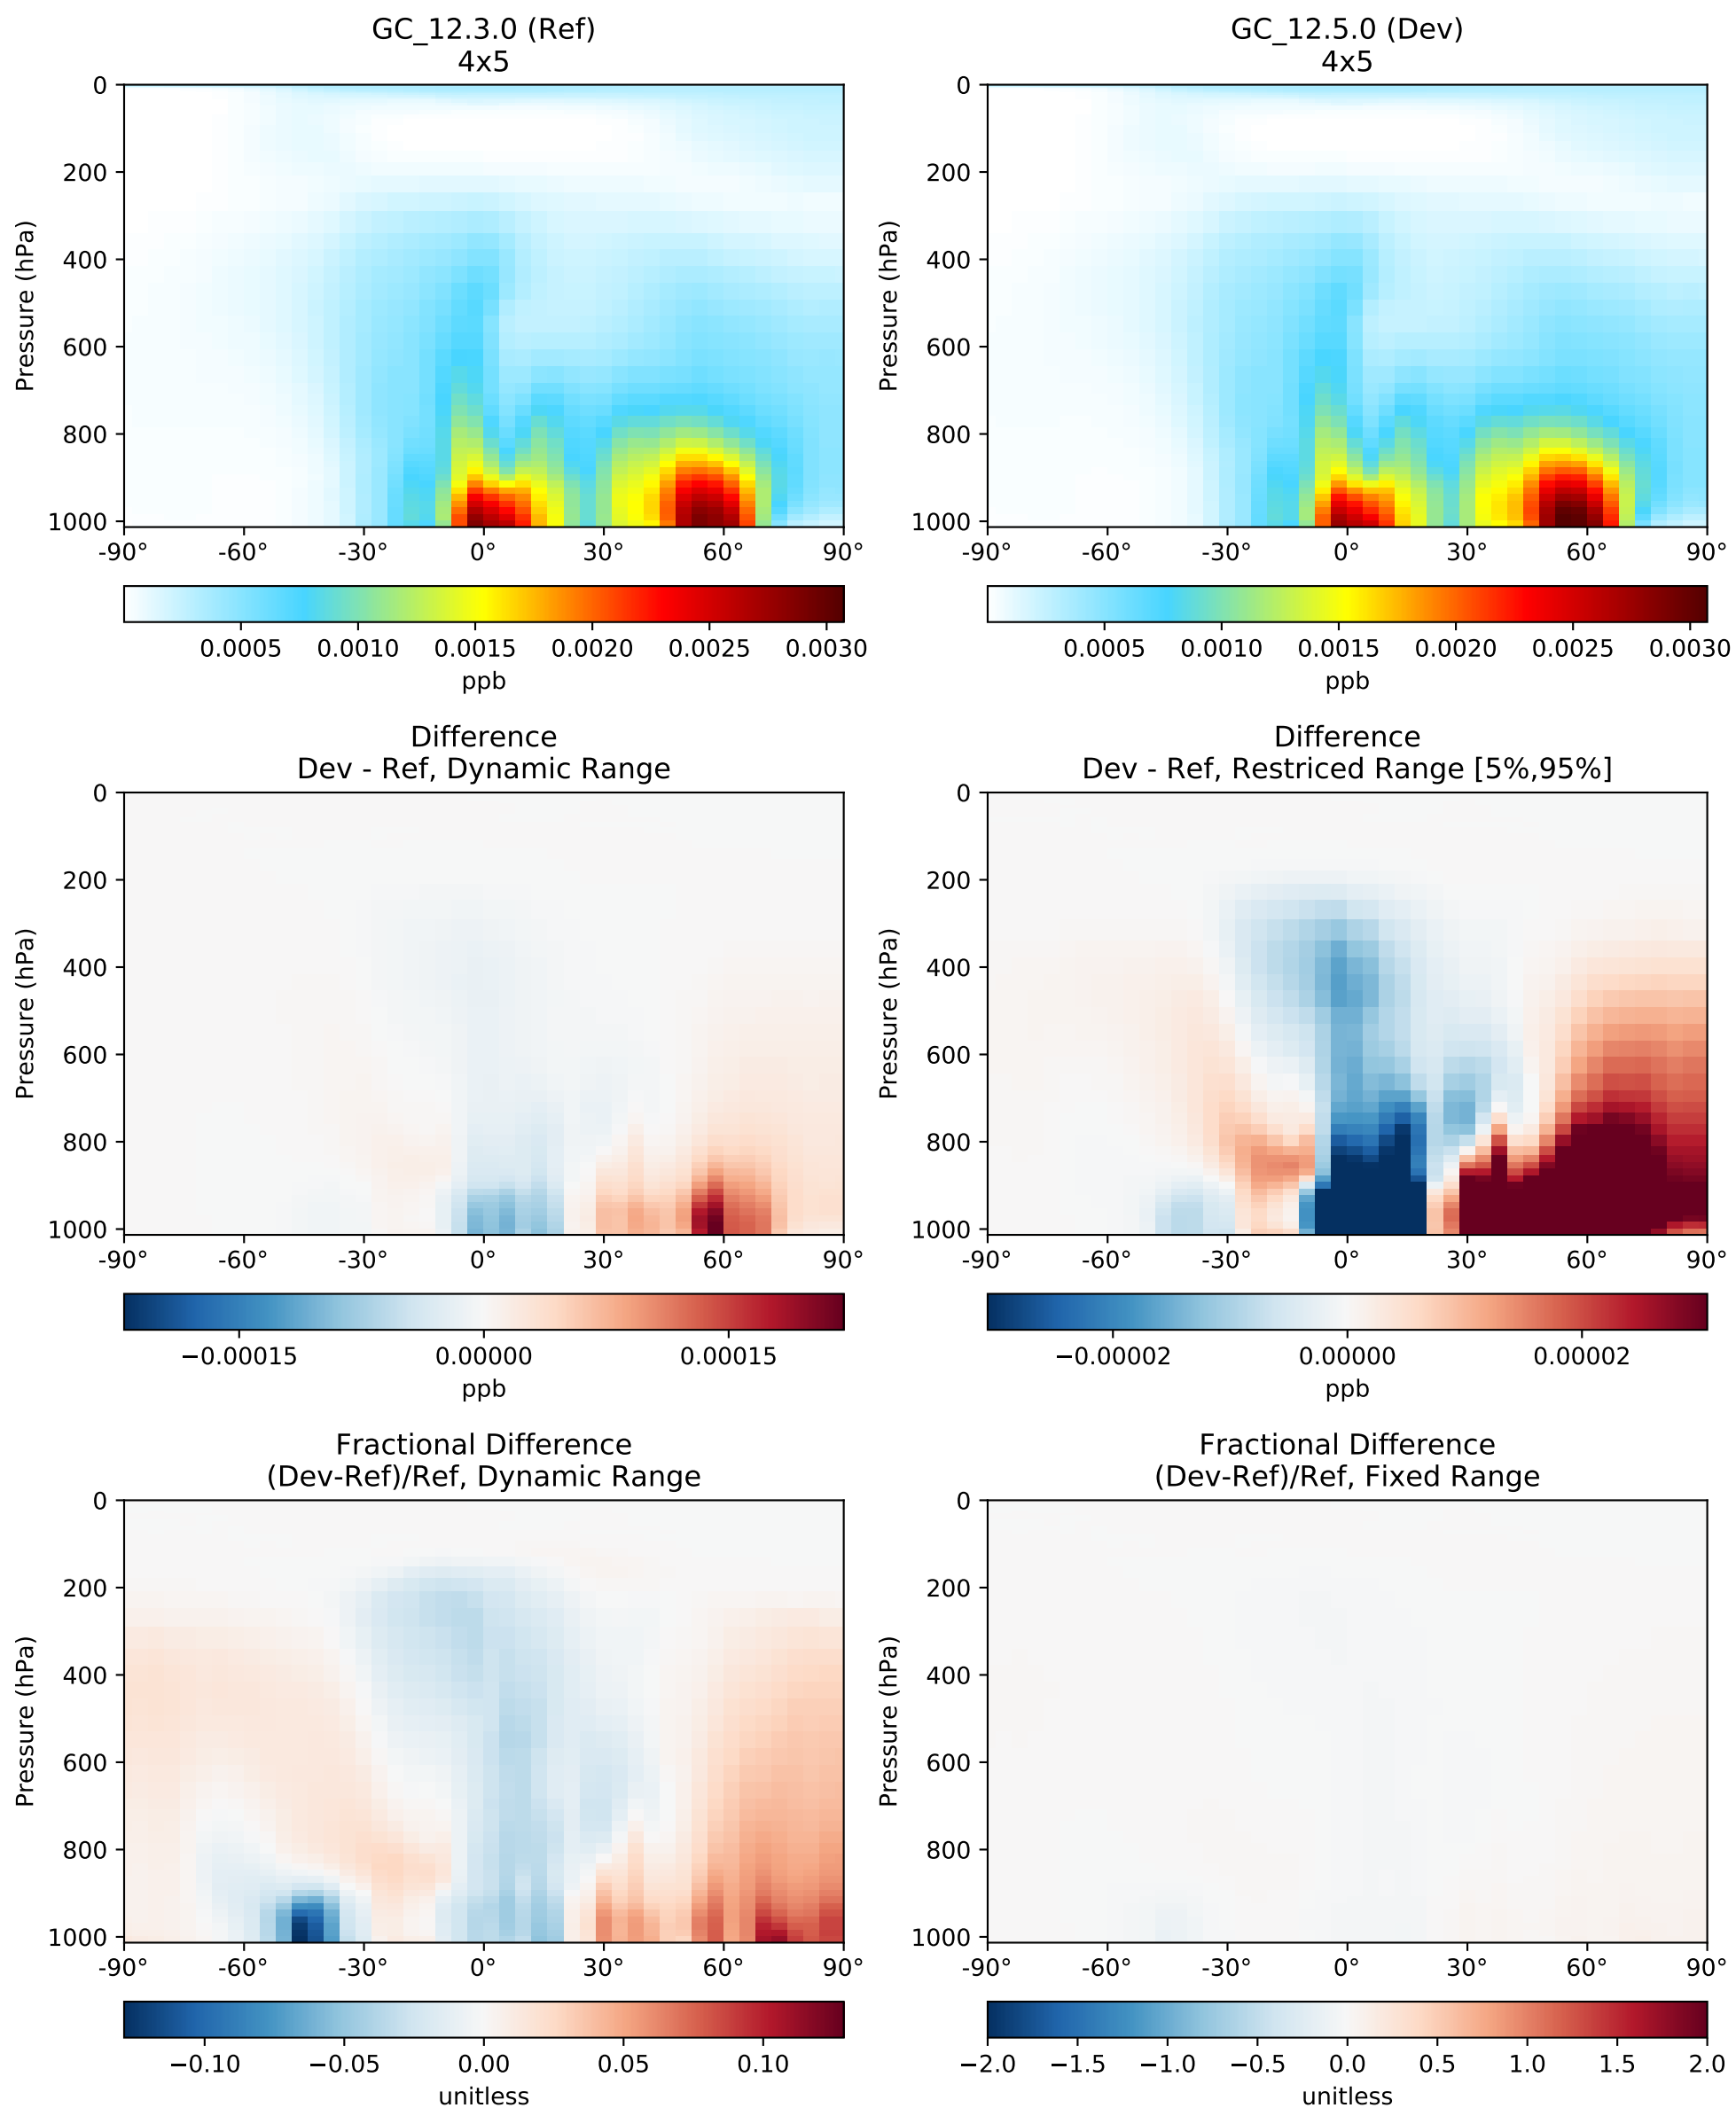 GC_12.3.0 (Ref)
4x5
Pressure (hPa)
0
200
400
600
800
1000
-90° -60° -30° 0° 30° 60° 90°
0.0005 0.0010 0.0015 0.0020 0.0025 0.0030
ppb
GC_12.5.0 (Dev)
4x5
Pressure (hPa)
0
200
400
600
800
1000
-90° -60° -30° 0° 30° 60° 90°
0.0005 0.0010 0.0015 0.0020 0.0025 0.0030
ppb
Difference
Dev - Ref, Dynamic Range
Pressure (hPa)
0
200
400
600
800
1000
-90° -60° -30° 0° 30° 60° 90°
−0.00015 0.00000 0.00015
ppb
Difference
Dev - Ref, Restriced Range [5%,95%]
Pressure (hPa)
0
200
400
600
800
1000
-90° -60° -30° 0° 30° 60° 90°
−0.00002 0.00000 0.00002
ppb
Fractional Difference
(Dev-Ref)/Ref, Dynamic Range
Pressure (hPa)
0
200
400
600
800
1000
-90° -60° -30° 0° 30° 60° 90°
−0.10 −0.05 0.00 0.05 0.10
unitless
Fractional Difference
(Dev-Ref)/Ref, Fixed Range
Pressure (hPa)
0
200
400
600
800
1000
-90° -60° -30° 0° 30° 60° 90°
−2.0 −1.5 −1.0 −0.5 0.0 0.5 1.0 1.5 2.0
unitless